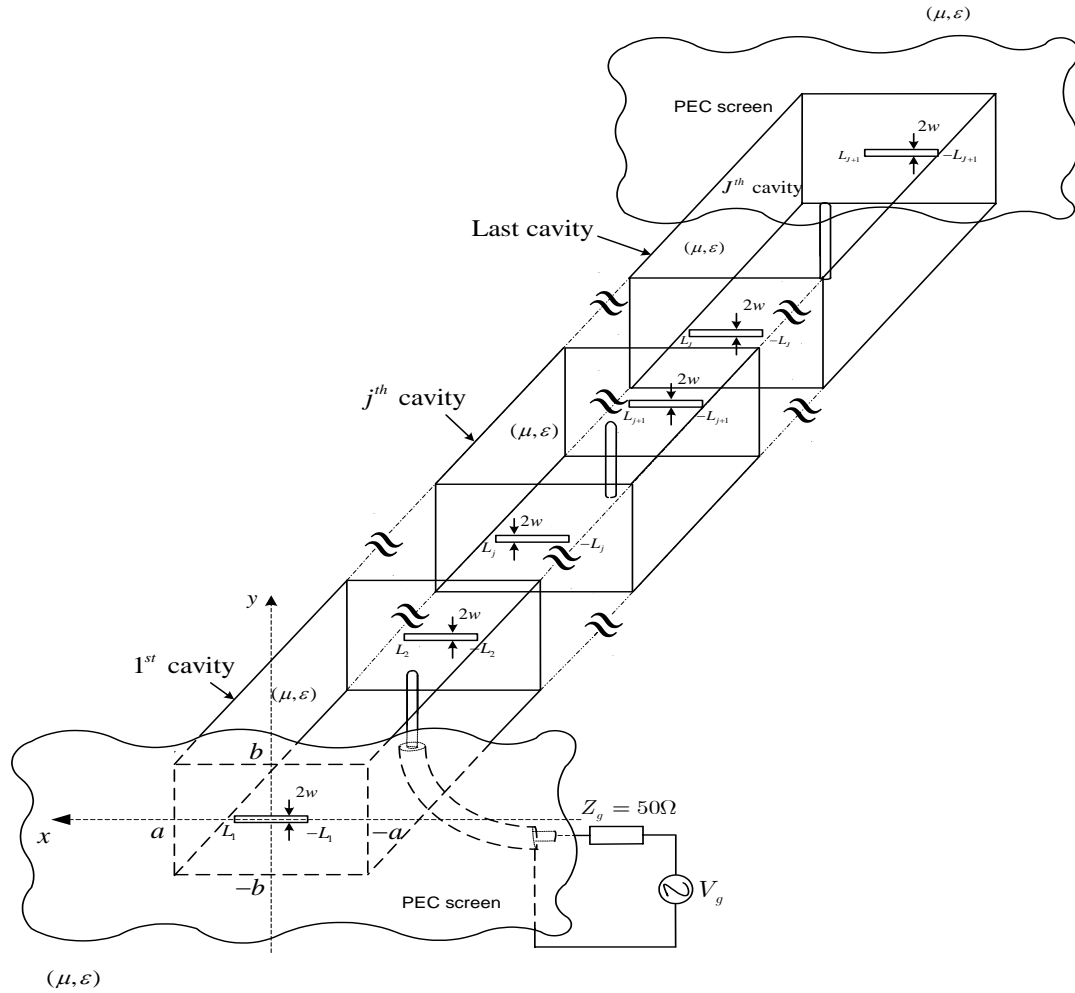 (μ, ε)
PEC screen
2w
L_{J+1}
−L_{J+1}
J^{th} cavity
Last cavity
(μ, ε)
2w
L_J
−L_J
2w
j^{th} cavity
L_{j+1}
−L_{j+1}
(μ, ε)
2w
L_j
−L_j
y
2w
L_2
−L_2
1^{st} cavity
(μ, ε)
b
2w
Z_g = 50Ω
x
a
L_1
−L_1
−a
−b
V_g
PEC screen
(μ, ε)